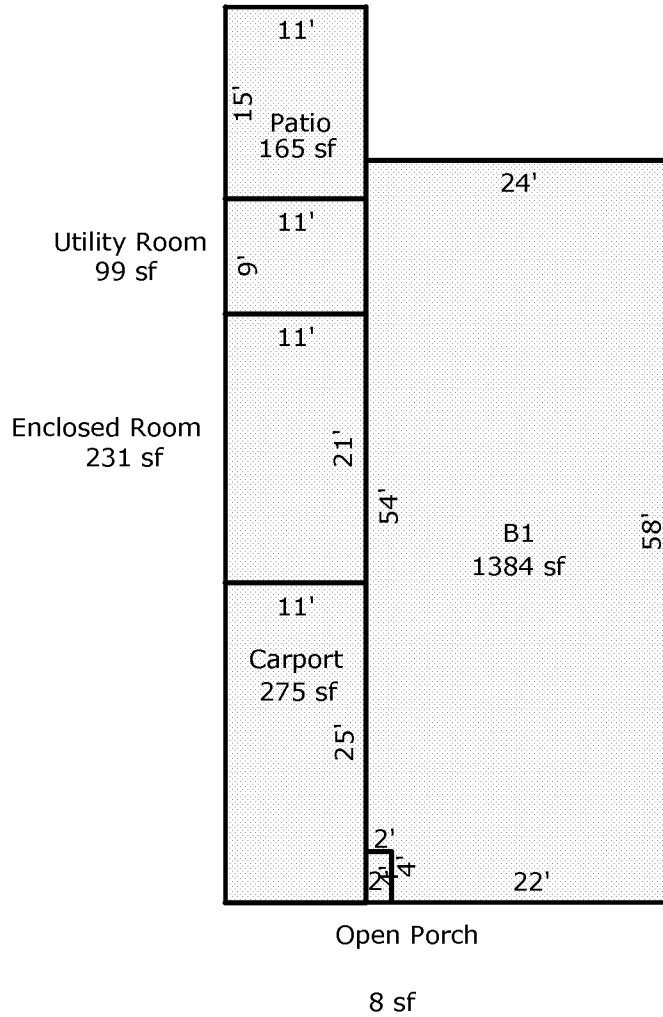 11'
15'
Patio
165 sf
24'
11'
Utility Room
99 sf
9'
11'
Enclosed Room
231 sf
21'
54'
B1
1384 sf
58'
11'
Carport
275 sf
25'
2'
4'
4'
2'
22'
Open Porch
8 sf